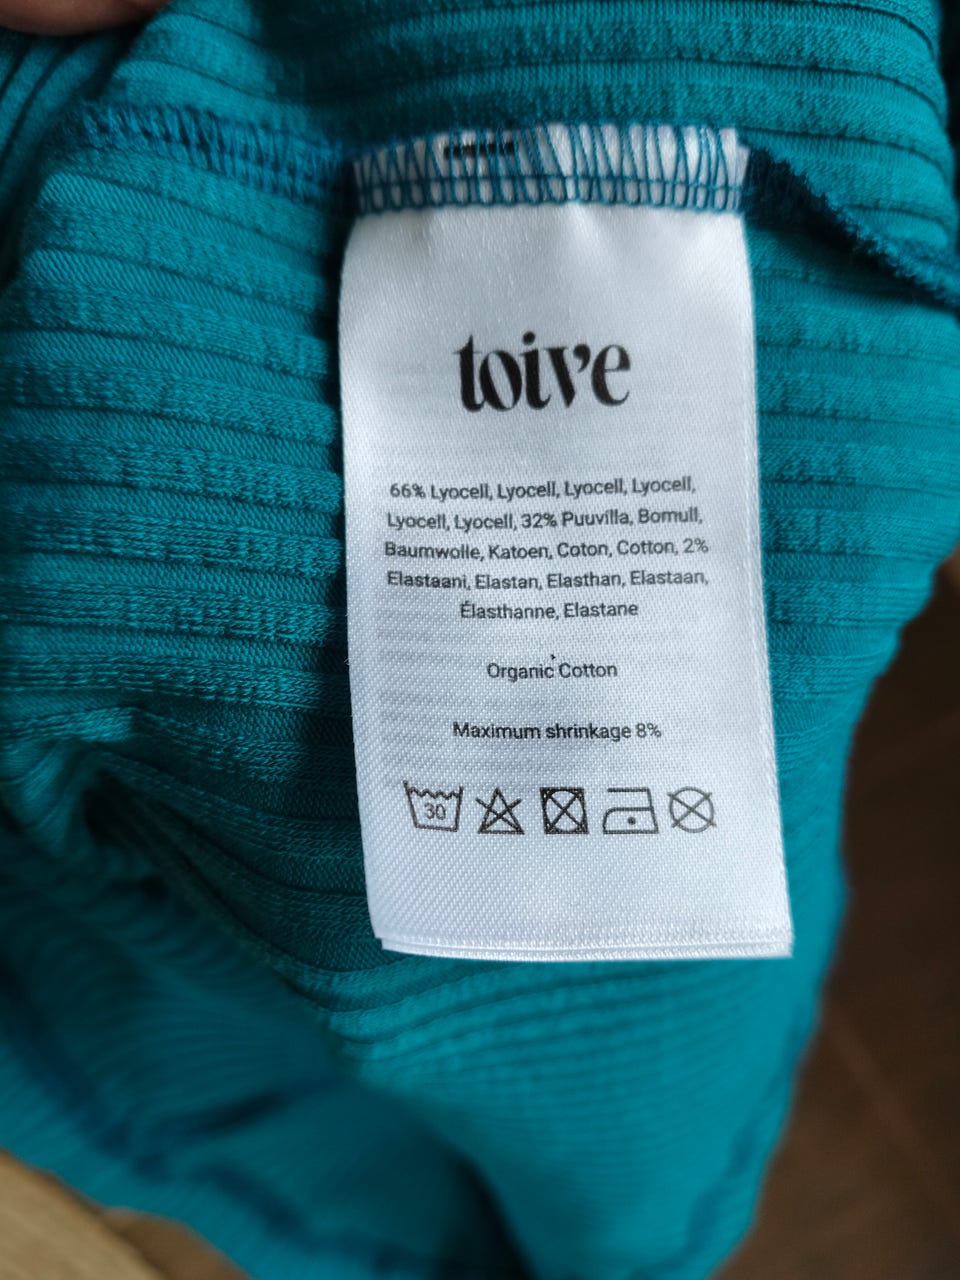 toive
66% Lyocell, Lyocell, Lyocell, Lyocell,
Lyocell, Lyocell, 32% Puuvilla, Bomull,
Baumwolle, Katoen, Coton, Cotton, 2%
Elastaani, Elastan, Elasthan, Elastaan,
Élasthanne, Elastane
Organic Cotton
Maximum shrinkage 8%
30